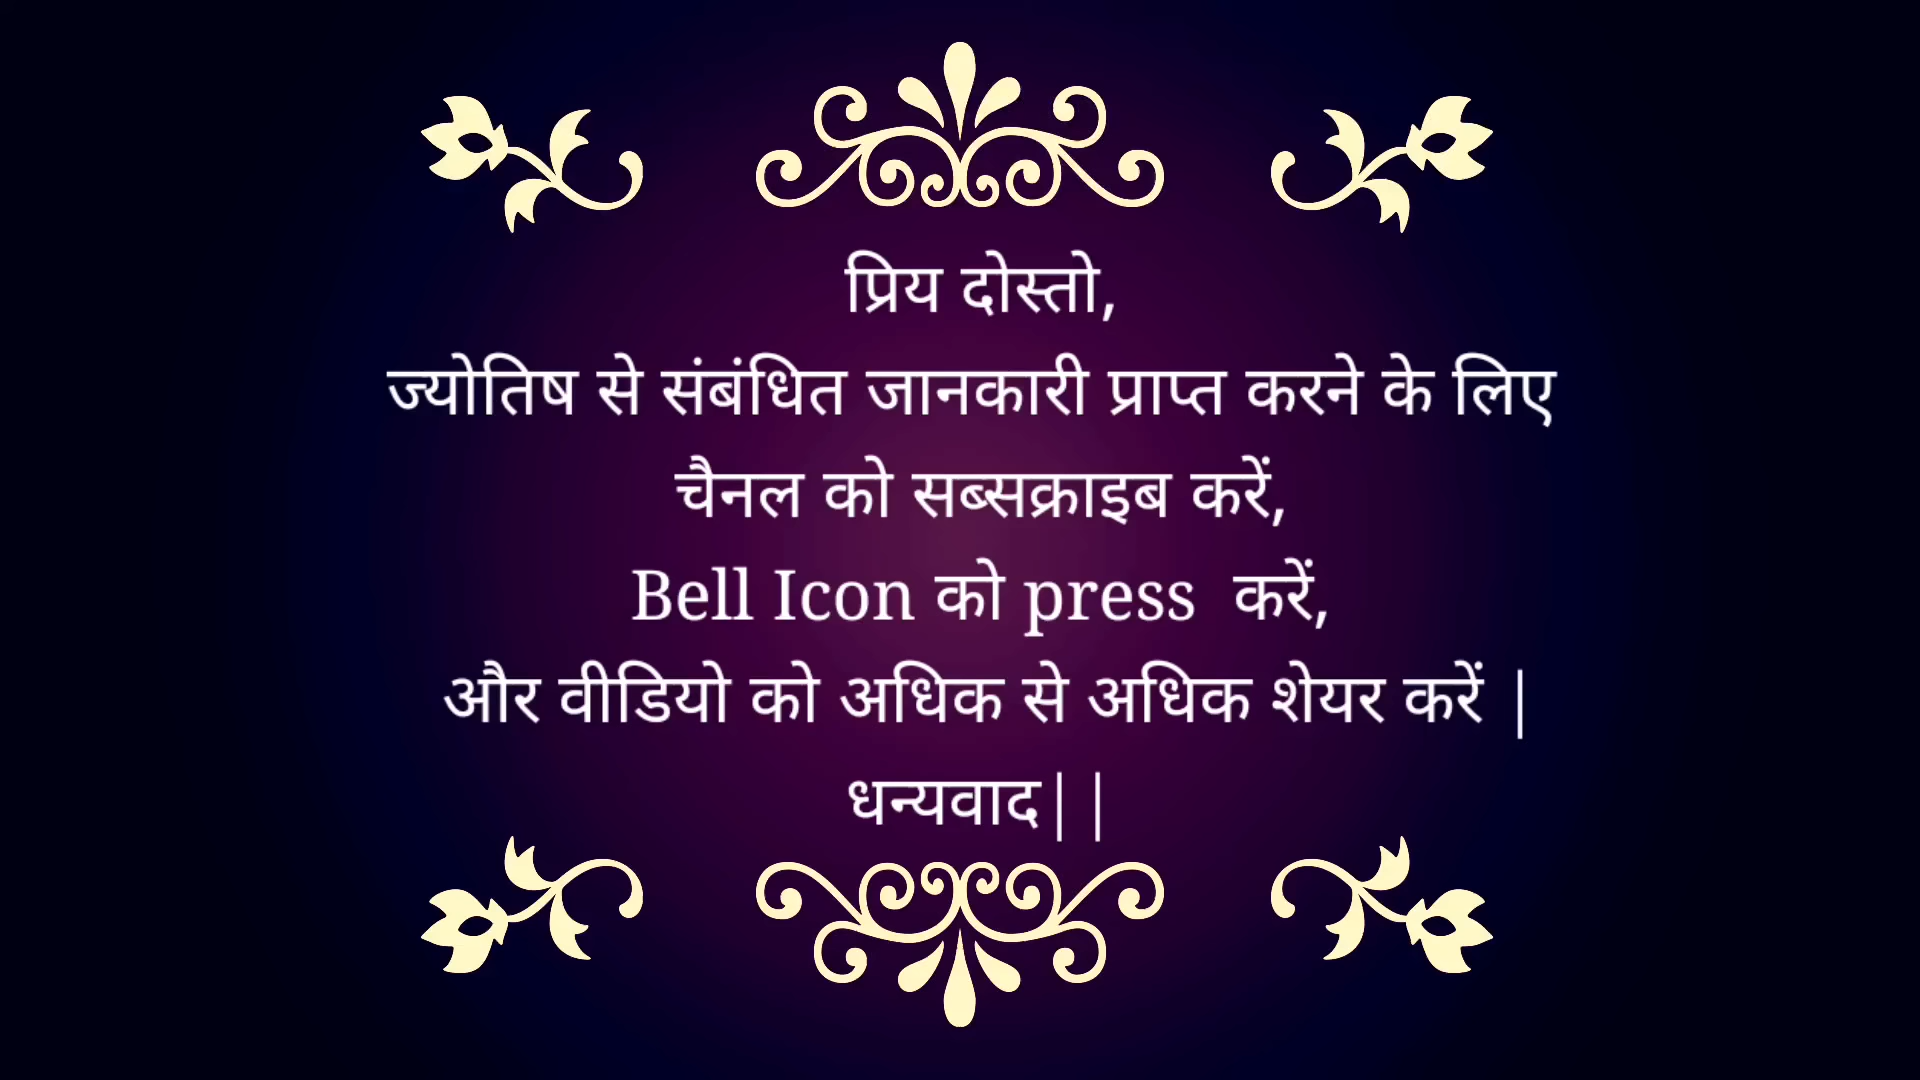 प्रिय दोस्तो,
ज्योतिष से संबंधित जानकारी प्राप्त करने के लिए
चैनल को सब्सक्राइब करें,
Bell Icon को press  करें,
और वीडियो को अधिक से अधिक शेयर करें |
धन्यवाद||